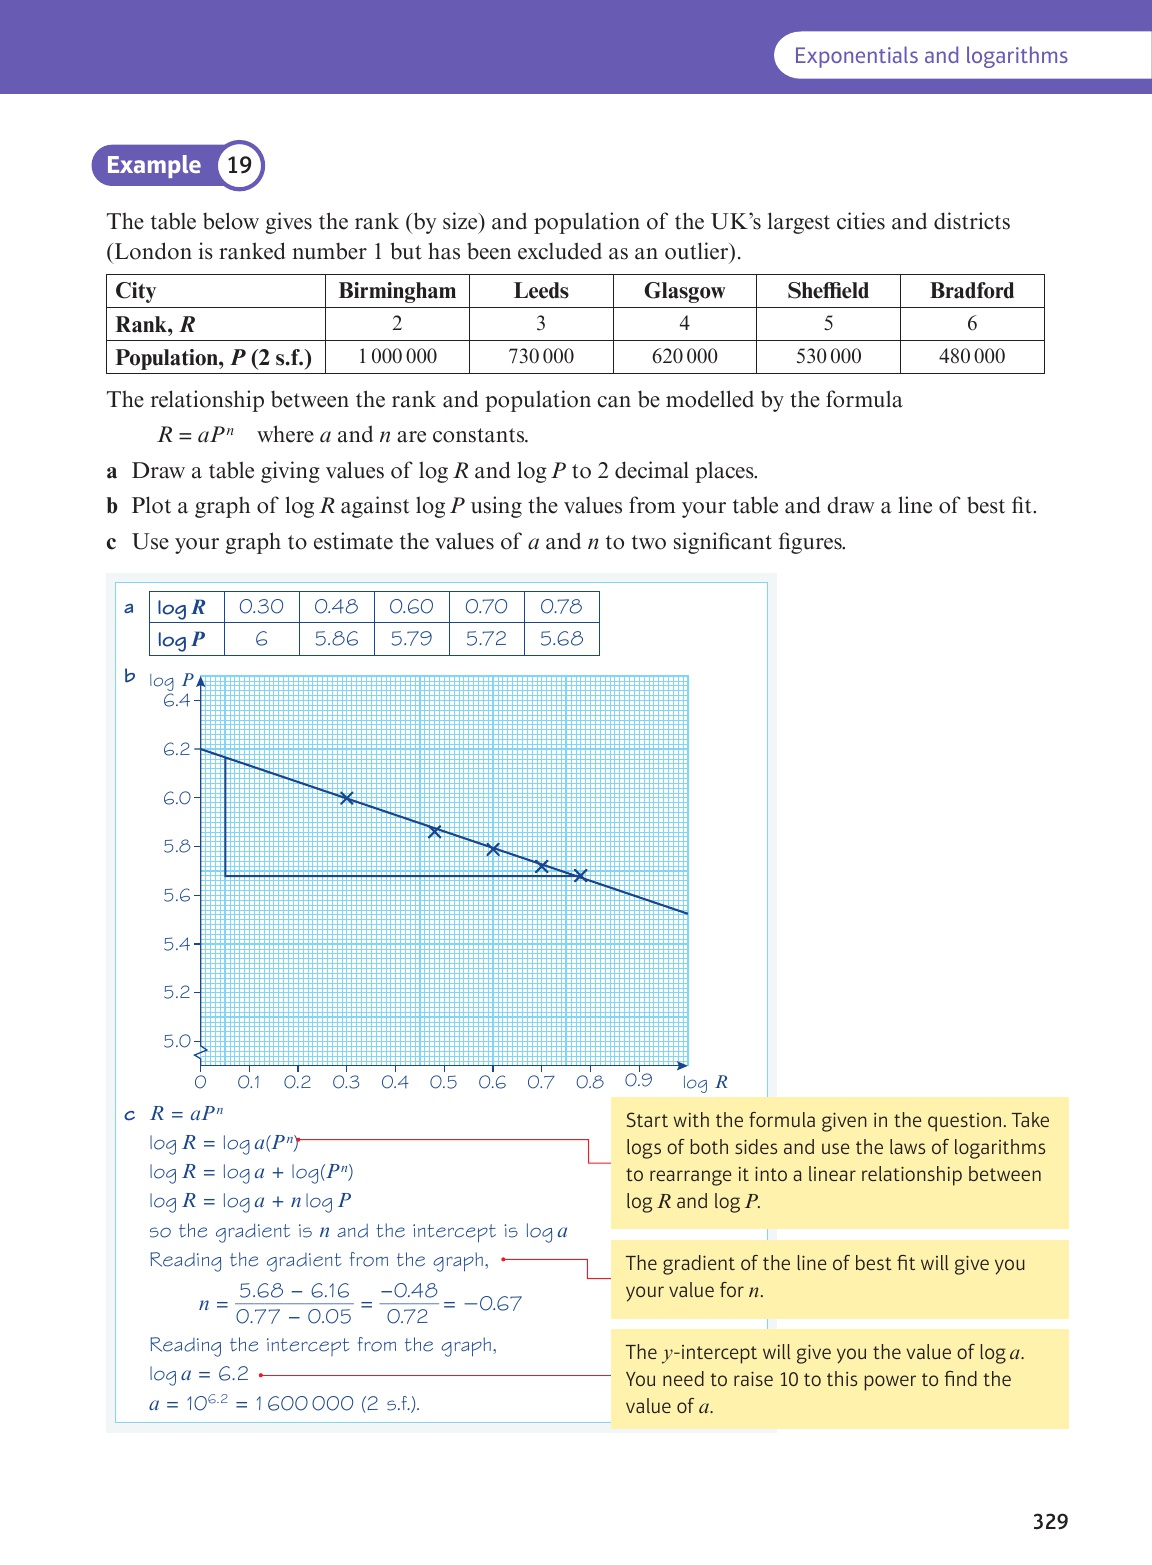 Exponentials and logarithms
Example 19
The table below gives the rank (by size) and population of the UK's largest cities and districts
(London is ranked number 1 but has been excluded as an outlier).
City Birmingham Leeds Glasgow Sheffield Bradford
Rank, R 2 3 4 5 6
Population, P (2 s.f.) 1 000 000 730 000 620 000 530 000 480 000
The relationship between the rank and population can be modelled by the formula
R = aPⁿ where a and n are constants.
a Draw a table giving values of log R and log P to 2 decimal places.
b Plot a graph of log R against log P using the values from your table and draw a line of best fit.
c Use your graph to estimate the values of a and n to two significant figures.
a log R 0.30 0.48 0.60 0.70 0.78
log P 6 5.86 5.79 5.72 5.68
b log P
6.4
6.2
6.0
5.8
5.6
5.4
5.2
5.0
0 0.1 0.2 0.3 0.4 0.5 0.6 0.7 0.8 0.9 log R
c R = aPⁿ
log R = log a(Pⁿ)
log R = log a + log(Pⁿ)
log R = log a + n log P
so the gradient is n and the intercept is log a
Reading the gradient from the graph,
n = (5.68 − 6.16)/(0.77 − 0.05) = −0.48/0.72 = −0.67
Reading the intercept from the graph,
log a = 6.2
a = 10⁶·² = 1 600 000 (2 s.f.).
Start with the formula given in the question. Take
logs of both sides and use the laws of logarithms
to rearrange it into a linear relationship between
log R and log P.
The gradient of the line of best fit will give you
your value for n.
The y-intercept will give you the value of log a.
You need to raise 10 to this power to find the
value of a.
329